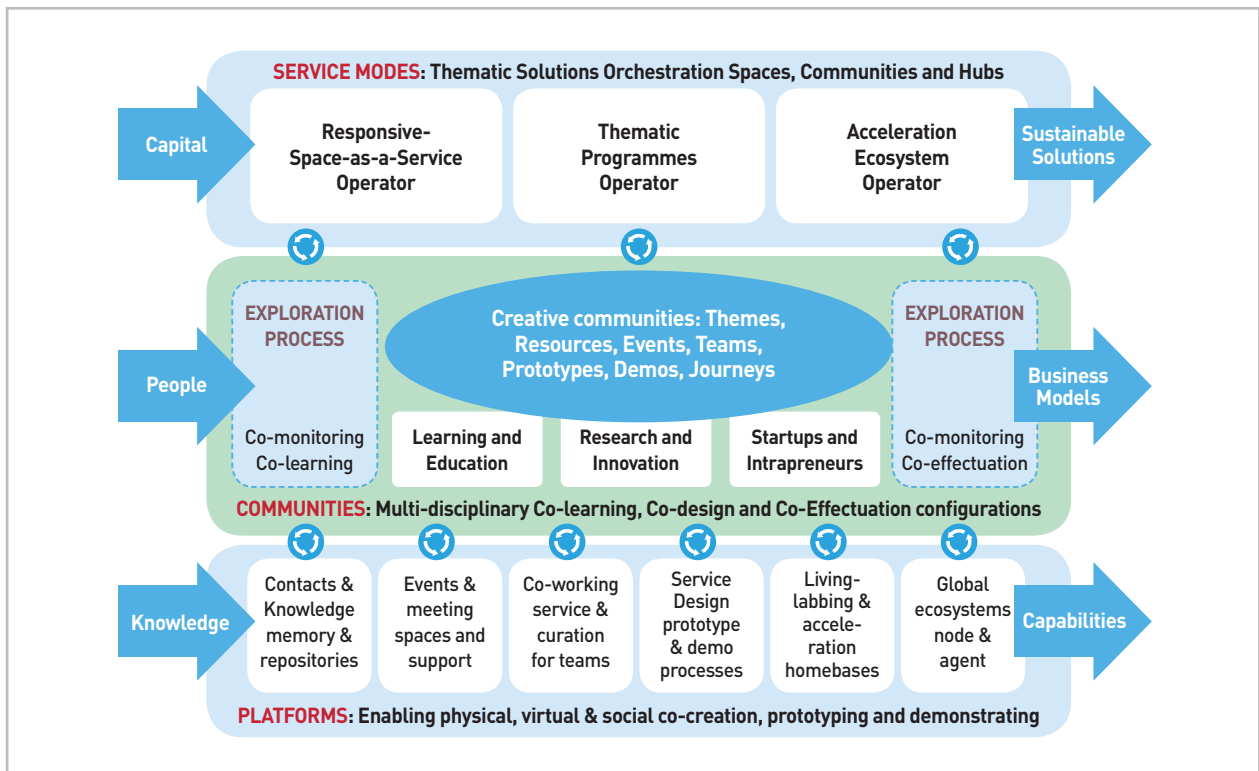 SERVICE MODES: Thematic Solutions Orchestration Spaces, Communities and Hubs
Capital
Responsive-
Space-as-a-Service
Operator
Thematic
Programmes
Operator
Acceleration
Ecosystem
Operator
Sustainable
Solutions
People
EXPLORATION
PROCESS
Co-monitoring
Co-learning
Creative communities: Themes,
Resources, Events, Teams,
Prototypes, Demos, Journeys
Learning and
Education
Research and
Innovation
Startups and
Intrapreneurs
EXPLORATION
PROCESS
Co-monitoring
Co-effectuation
Business
Models
COMMUNITIES: Multi-disciplinary Co-learning, Co-design and Co-Effectuation configurations
Knowledge
Contacts &
Knowledge
memory &
repositories
Events &
meeting
spaces and
support
Co-working
service &
curation
for teams
Service
Design
prototype
& demo
processes
Living-
labbing &
accele-
ration
homebases
Global
ecosystems
node &
agent
Capabilities
PLATFORMS: Enabling physical, virtual & social co-creation, prototyping and demonstrating